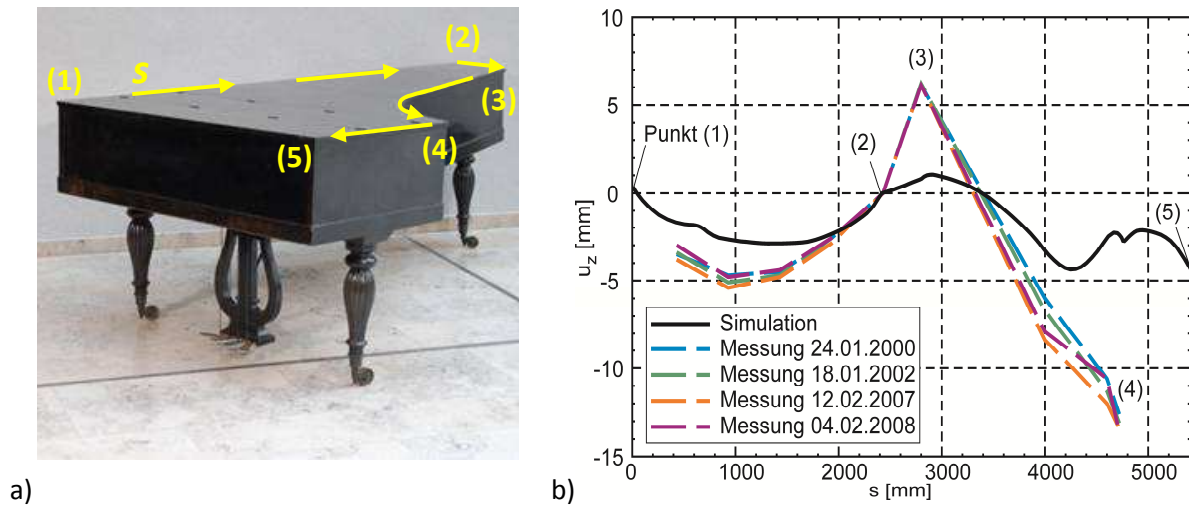 (1)
S
(2)
(3)
(4)
(5)
a)
10
5
0
-5
-10
-15
u_z [mm]
Punkt (1)
(2)
(3)
(4)
(5)
Simulation
Messung 24.01.2000
Messung 18.01.2002
Messung 12.02.2007
Messung 04.02.2008
0
1000
2000
3000
4000
5000
s [mm]
b)